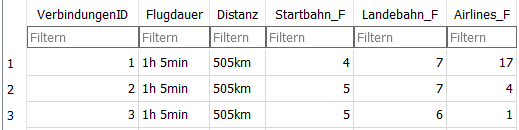 VerbindungenID Flugdauer Distanz Startbahn_F Landebahn_F Airlines_F
Filtern Filtern Filtern Filtern Filtern Filtern
1 1 1h 5min 505km 4 7 17
2 2 1h 5min 505km 5 7 4
3 3 1h 5min 505km 5 6 1